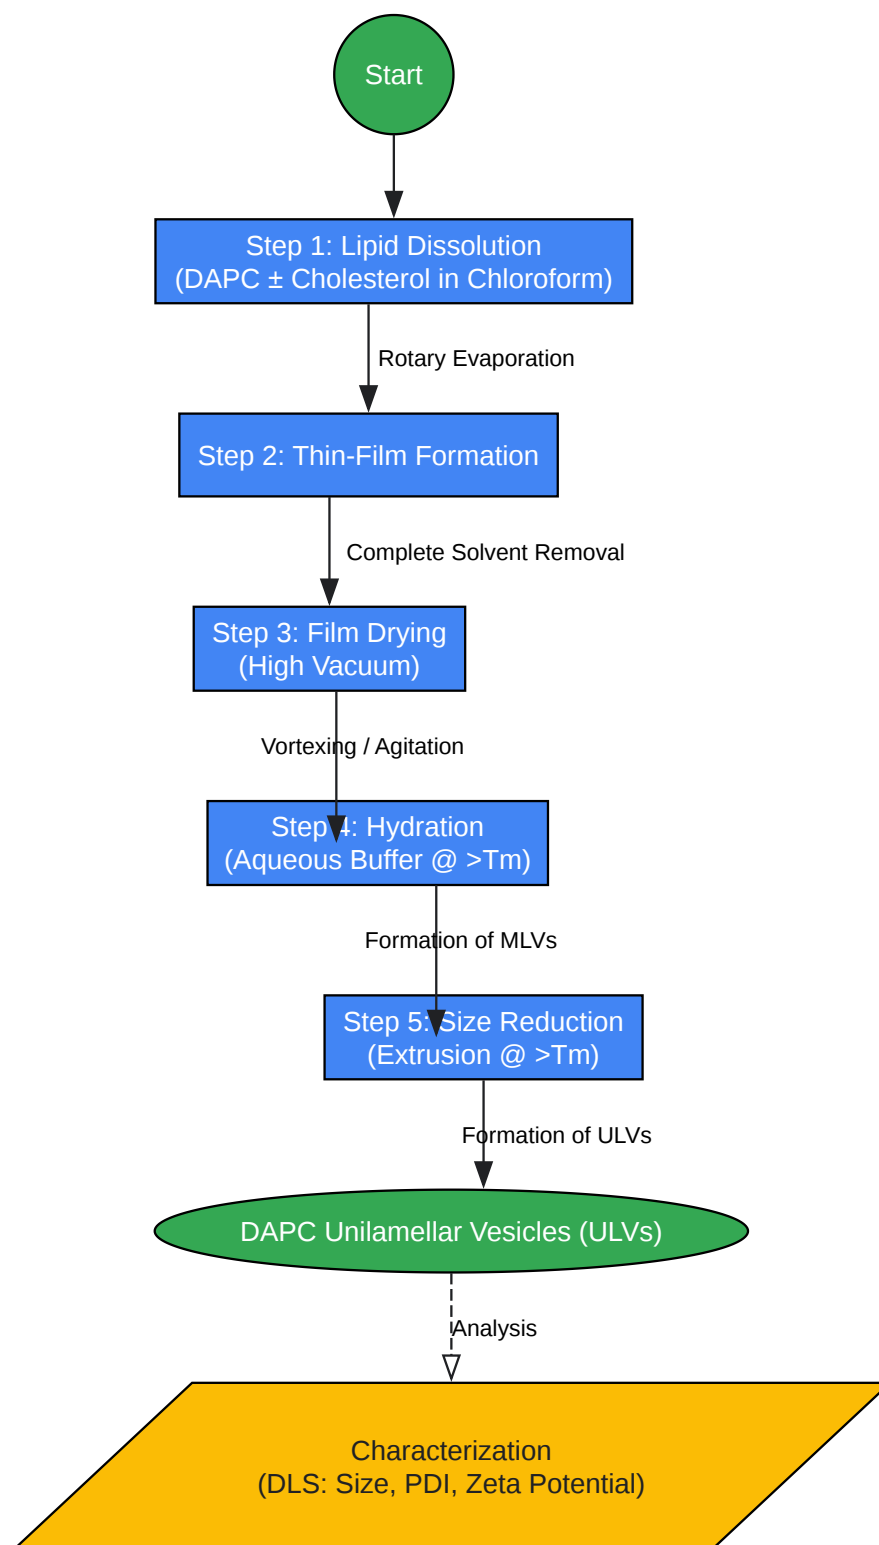 Start
Step 1: Lipid Dissolution
(DAPC ± Cholesterol in Chloroform)
Rotary Evaporation
Step 2: Thin-Film Formation
Complete Solvent Removal
Step 3: Film Drying
(High Vacuum)
Vortexing / Agitation
Step 4: Hydration
(Aqueous Buffer @ >Tm)
Formation of MLVs
Step 5: Size Reduction
(Extrusion @ >Tm)
Formation of ULVs
DAPC Unilamellar Vesicles (ULVs)
Analysis
Characterization
(DLS: Size, PDI, Zeta Potential)